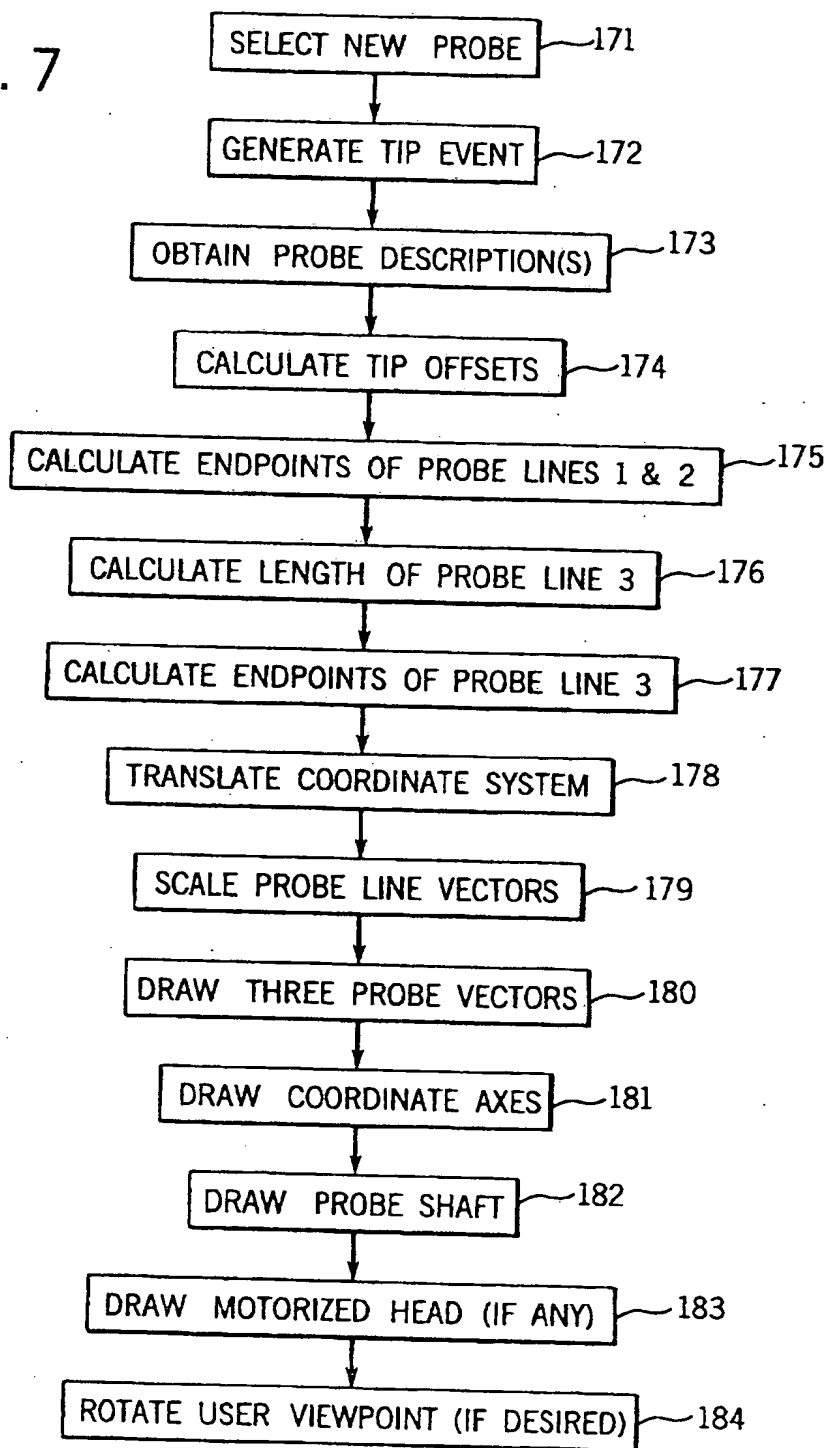 . 7
SELECT NEW PROBE 171
GENERATE TIP EVENT 172
OBTAIN PROBE DESCRIPTION(S) 173
CALCULATE TIP OFFSETS 174
CALCULATE ENDPOINTS OF PROBE LINES 1 & 2 175
CALCULATE LENGTH OF PROBE LINE 3 176
CALCULATE ENDPOINTS OF PROBE LINE 3 177
TRANSLATE COORDINATE SYSTEM 178
SCALE PROBE LINE VECTORS 179
DRAW THREE PROBE VECTORS 180
DRAW COORDINATE AXES 181
DRAW PROBE SHAFT 182
DRAW MOTORIZED HEAD (IF ANY) 183
ROTATE USER VIEWPOINT (IF DESIRED) 184